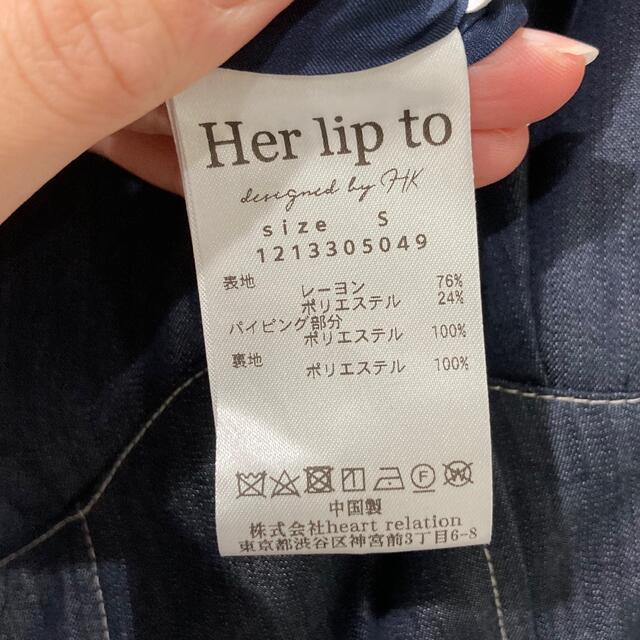 Her lip to
designed by HK
size S
1213305049
表地 レーヨン 76%
ポリエステル 24%
パイピング部分
ポリエステル 100%
裏地 ポリエステル 100%
中国製
株式会社heart relation
東京都渋谷区神宮前3丁目6-8